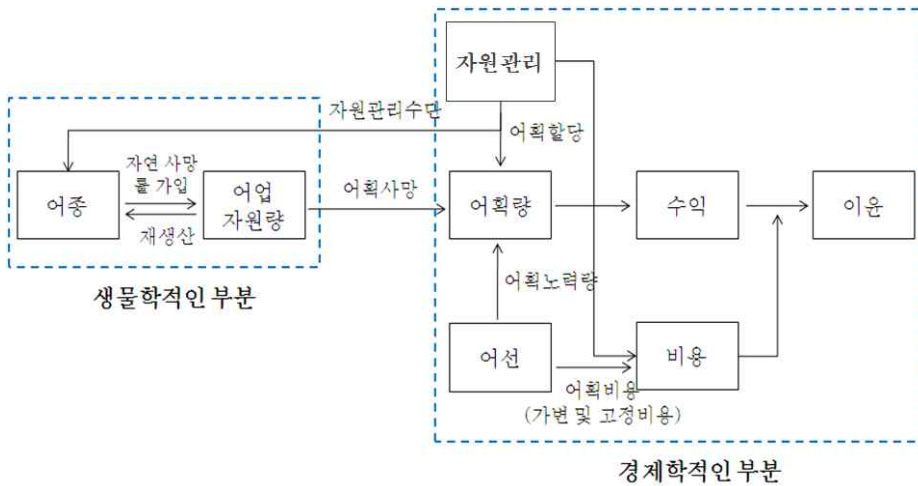 자원관리
자원관리수단
어획할당
자연 사망
률 가입
어종
어업
자원량
재생산
어획사망
어획량
수익
이윤
생물학적인 부분
어획노력량
어선
비용
어획비용
(가변 및 고정비용)
경제학적인 부분